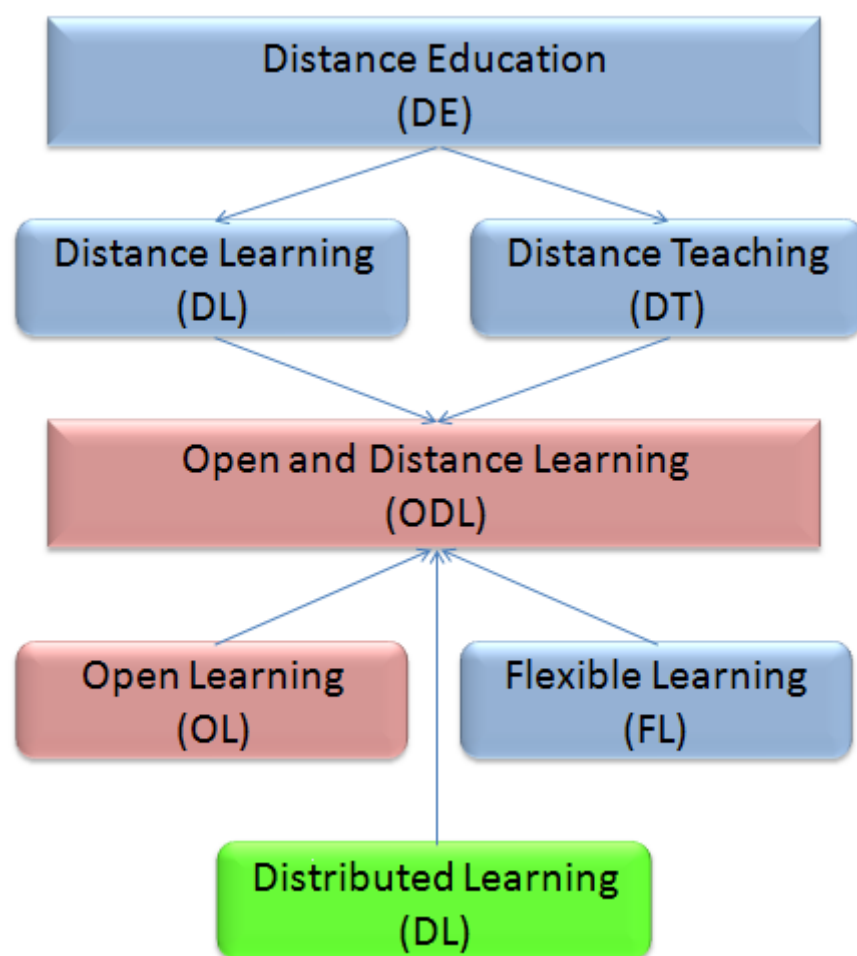 Distance Education
(DE)
Distance Learning
(DL)
Distance Teaching
(DT)
Open and Distance Learning
(ODL)
Open Learning
(OL)
Flexible Learning
(FL)
Distributed Learning
(DL)